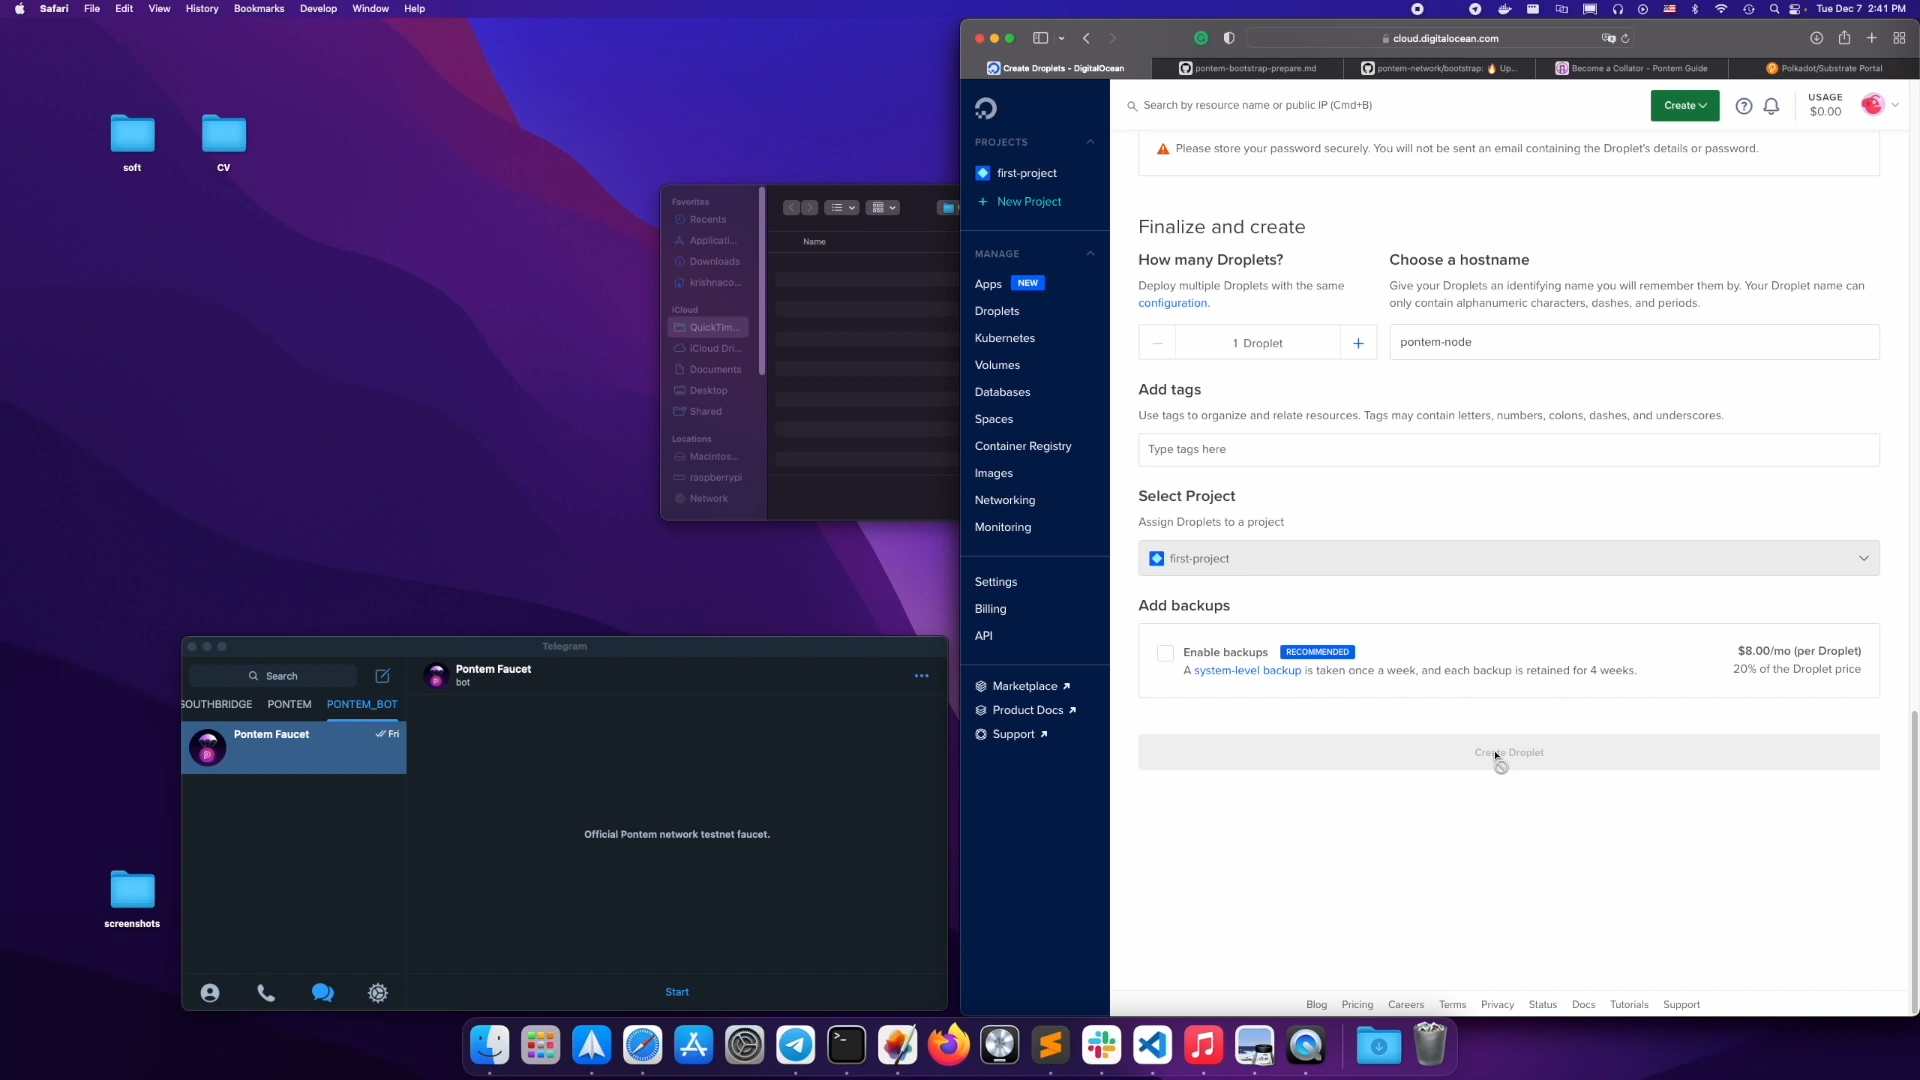 Safari File Edit View History Bookmarks Develop Window Help
Tue Dec 7 2:41 PM
cloud.digitalocean.com
Create Droplets - DigitalOcean
pontem-bootstrap-prepare.md
pontem-network/bootstrap: 🔥 Up...
Become a Collator - Pontem Guide
Polkadot/Substrate Portal
soft
CV
screenshots
Favorites
Recents
Applicati...
Downloads
krishnaco...
iCloud
QuickTim...
iCloud Dri...
Documents
Desktop
Shared
Locations
Macintos...
raspberrypi
Network
Name
PROJECTS
first-project
+ New Project
MANAGE
Apps NEW
Droplets
Kubernetes
Volumes
Databases
Spaces
Container Registry
Images
Networking
Monitoring
Settings
Billing
API
Marketplace ↗
Product Docs ↗
Support ↗
Search by resource name or public IP (Cmd+B)
Create
USAGE
$0.00
Please store your password securely. You will not be sent an email containing the Droplet's details or password.
Finalize and create
How many Droplets?
Deploy multiple Droplets with the same
configuration.
1 Droplet
Choose a hostname
Give your Droplets an identifying name you will remember them by. Your Droplet name can
only contain alphanumeric characters, dashes, and periods.
pontem-node
Add tags
Use tags to organize and relate resources. Tags may contain letters, numbers, colons, dashes, and underscores.
Type tags here
Select Project
Assign Droplets to a project
first-project
Add backups
Enable backups RECOMMENDED
A system-level backup is taken once a week, and each backup is retained for 4 weeks.
$8.00/mo (per Droplet)
20% of the Droplet price
Create Droplet
Blog Pricing Careers Terms Privacy Status Docs Tutorials Support
Telegram
Search
SOUTHBRIDGE PONTEM PONTEM_BOT
Pontem Faucet
Fri
Pontem Faucet
bot
Official Pontem network testnet faucet.
Start